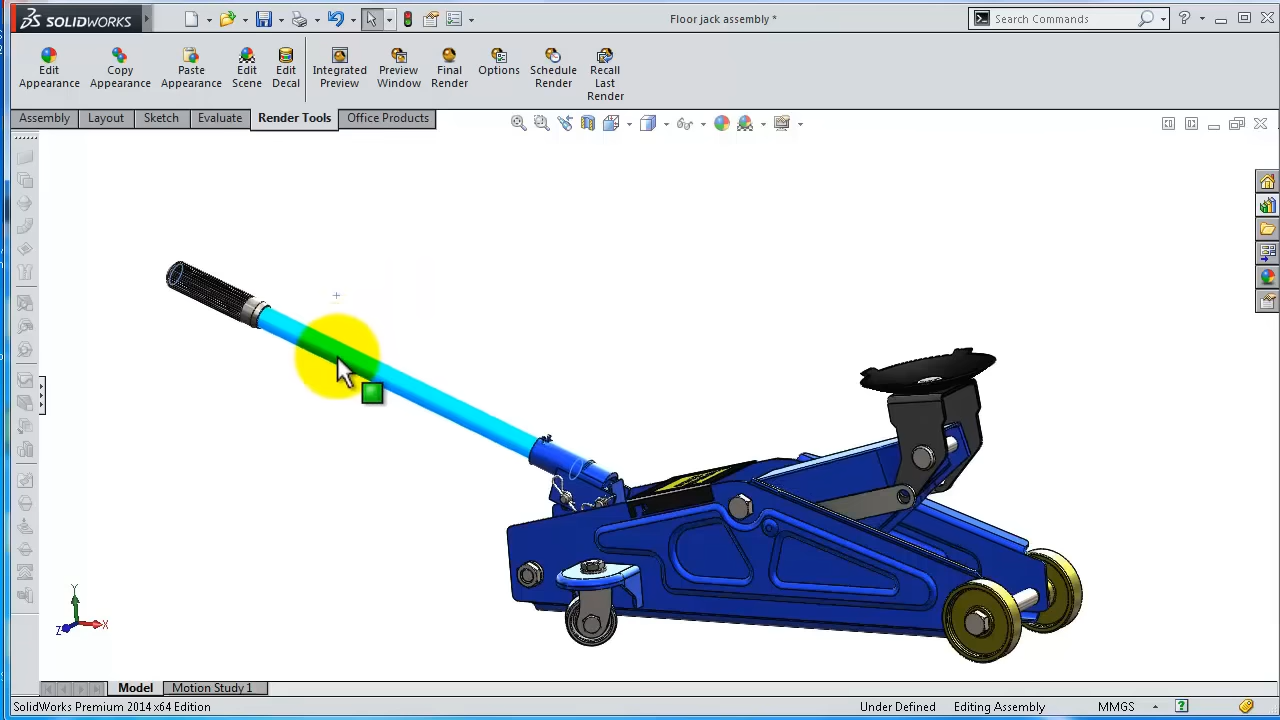 SOLIDWORKS
Floor jack assembly *
Search Commands
Edit Appearance
Copy Appearance
Paste Appearance
Edit Scene
Edit Decal
Integrated Preview
Preview Window
Final Render
Options
Schedule Render
Recall Last Render
Assembly
Layout
Sketch
Evaluate
Render Tools
Office Products
Y
Z
X
Model
Motion Study 1
SolidWorks Premium 2014 x64 Edition
Under Defined
Editing Assembly
MMGS